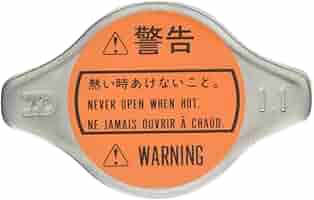 ⚠ 警告
熱い時あけないこと。
NEVER OPEN WHEN HOT.
NE JAMAIS OUVRIR À CHAUD.
⚠ WARNING
1.1